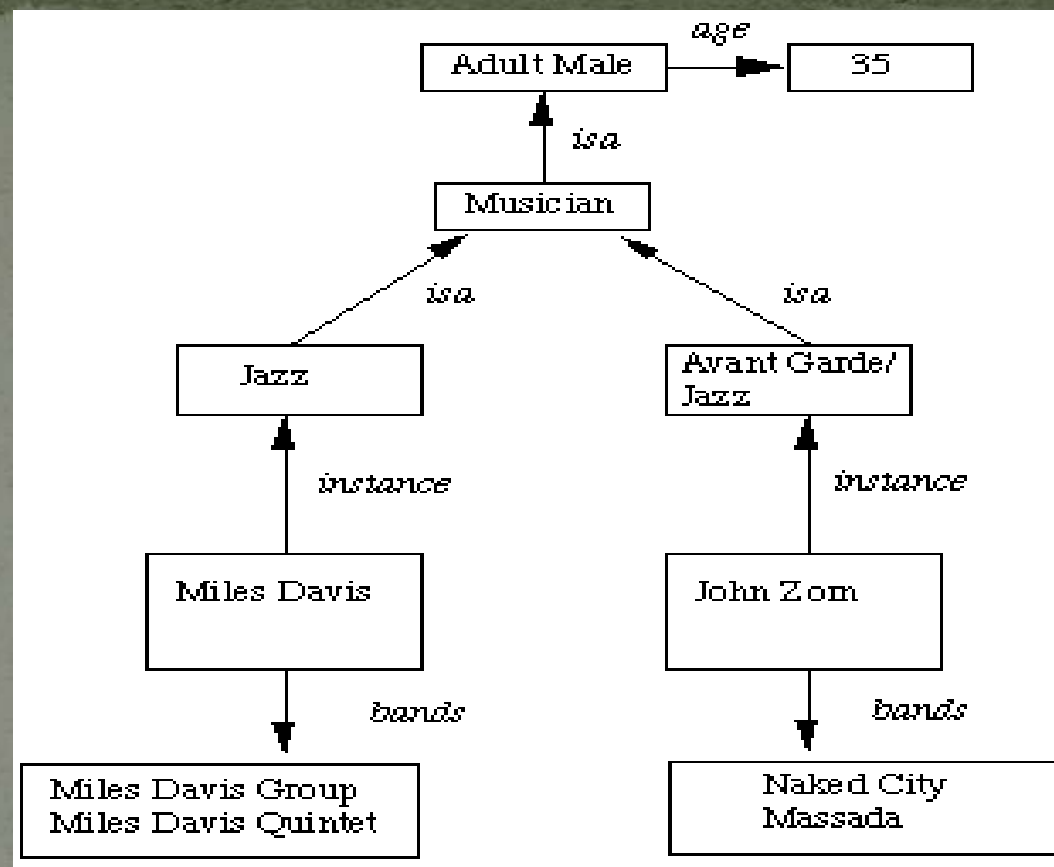 age
Adult Male
35
isa
Musician
isa
isa
Jazz
Avant Garde/
Jazz
instance
instance
Miles Davis
John Zorn
bands
bands
Miles Davis Group
Miles Davis Quintet
Naked City
Massada